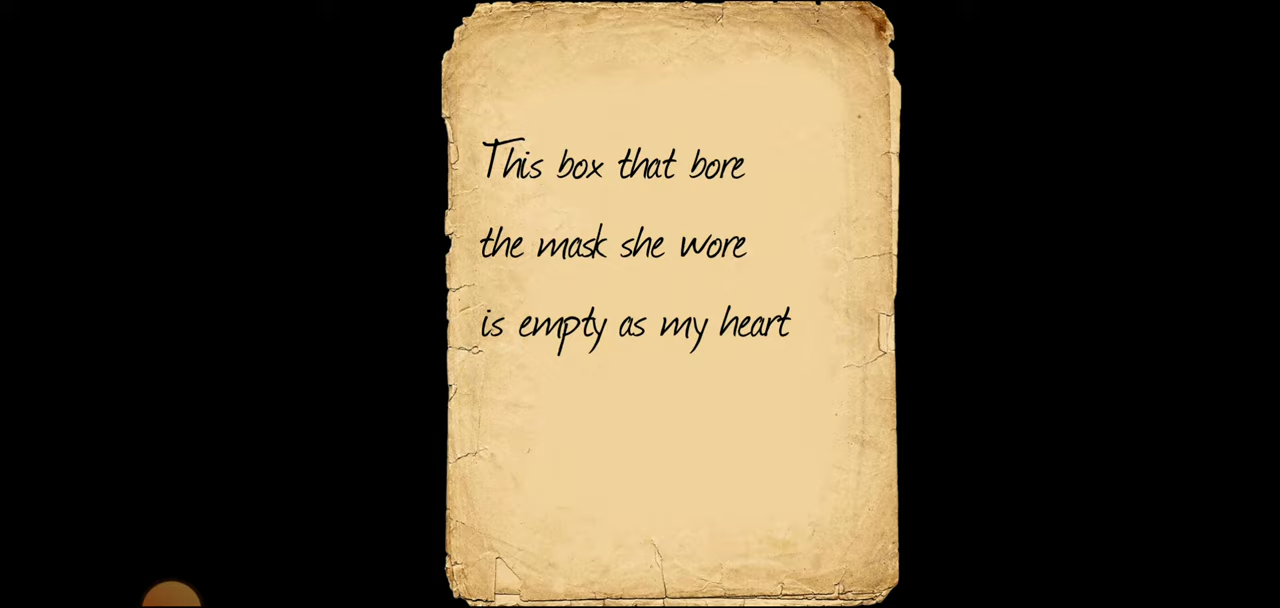 This box that bore
the mask she wore
is empty as my heart